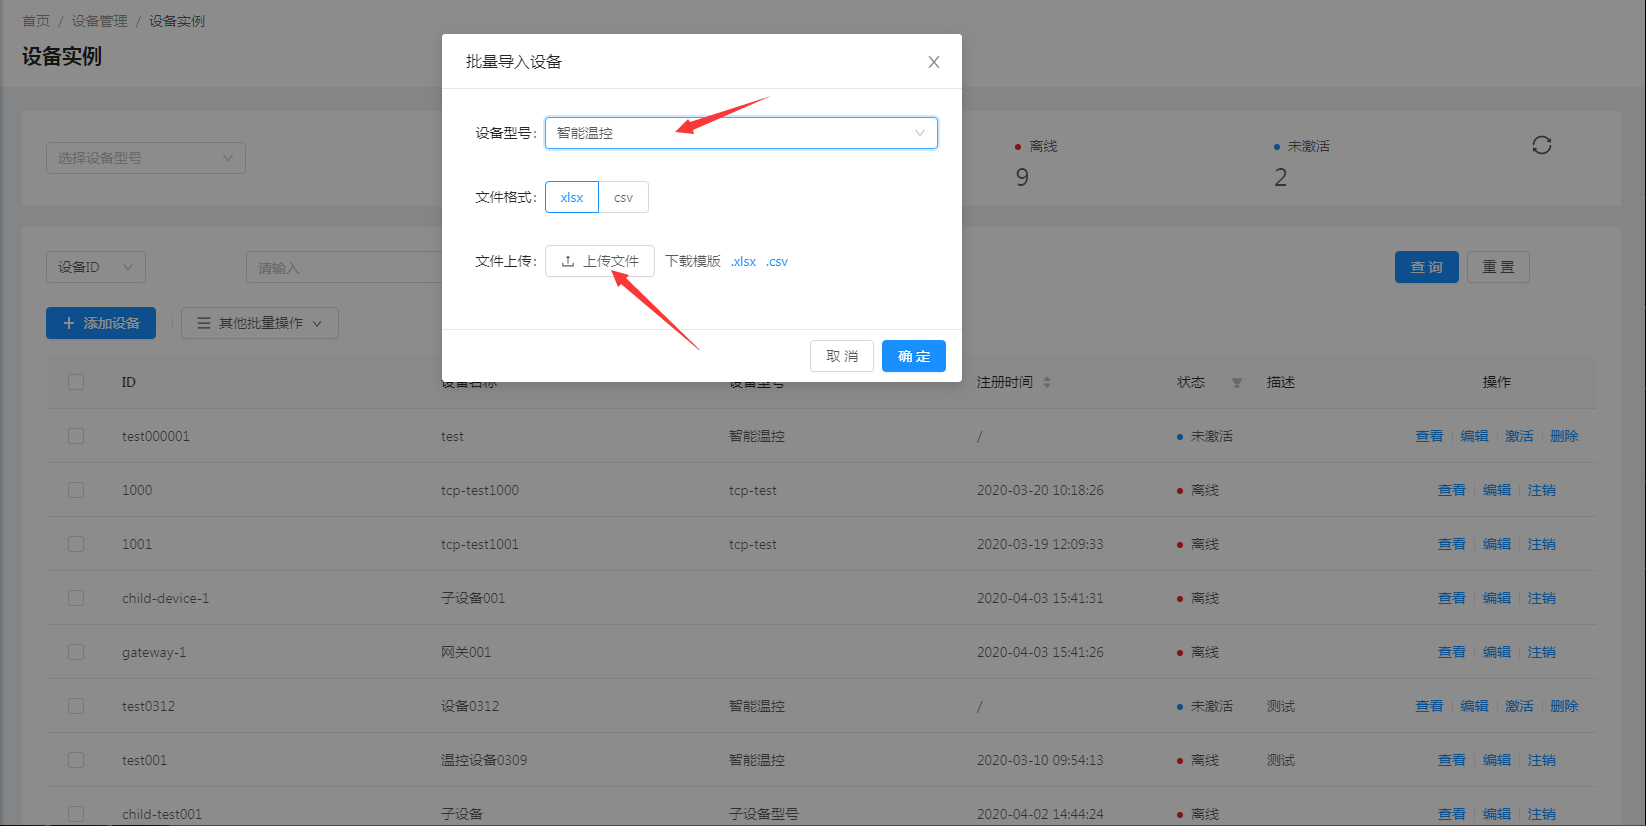 首页 / 设备管理 / 设备实例
设备实例
批量导入设备
设备型号: 智能温控
选择设备型号
离线
9
未激活
2
文件格式: xlsx csv
文件上传: 上传文件 下载模版 .xlsx .csv
设备ID 请输入 查 询 重 置
添加设备 其他批量操作
取 消 确 定
ID 设备名称 设备型号 注册时间 状态 描述 操作
test000001 test 智能温控 / 未激活 查看 编辑 激活 删除
1000 tcp-test1000 tcp-test 2020-03-20 10:18:26 离线 查看 编辑 注销
1001 tcp-test1001 tcp-test 2020-03-19 12:09:33 离线 查看 编辑 注销
child-device-1 子设备001 2020-04-03 15:41:31 离线 查看 编辑 注销
gateway-1 网关001 2020-04-03 15:41:26 离线 查看 编辑 注销
test0312 设备0312 智能温控 / 未激活 测试 查看 编辑 激活 删除
test001 温控设备0309 智能温控 2020-03-10 09:54:13 离线 测试 查看 编辑 注销
child-test001 子设备 子设备型号 2020-04-02 14:44:24 离线 查看 编辑 注销